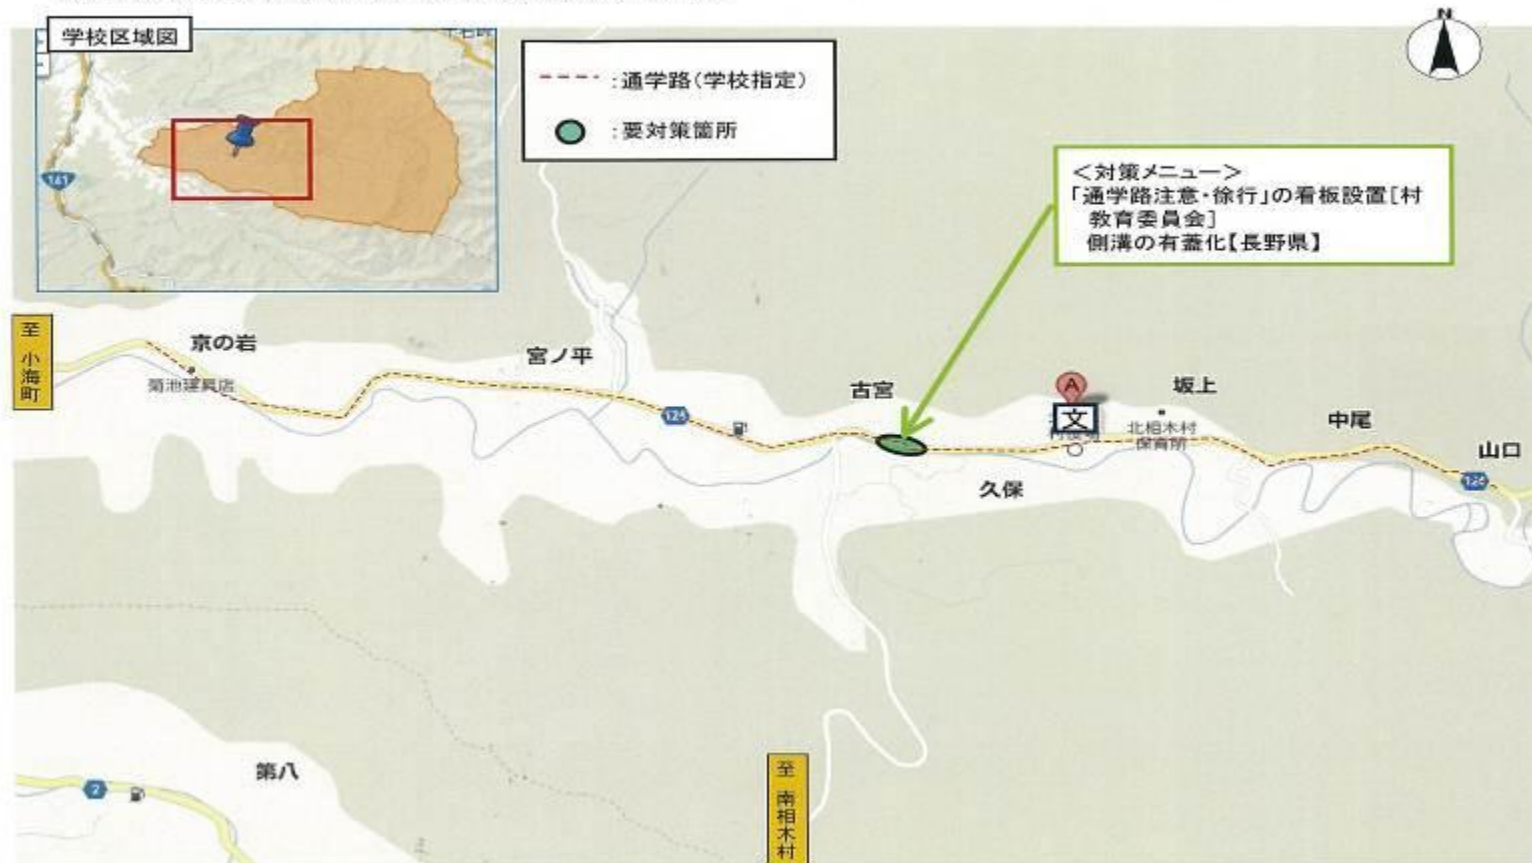 学校区域図
141
N
----- :通学路(学校指定)
:要対策箇所
<対策メニュー>
「通学路注意・徐行」の看板設置[村
教育委員会]
側溝の有蓋化【長野県】
至 小海町
京の岩
菊池建具店
宮ノ平
124
古宮
A
文
坂上
北相木村
保育所
中尾
山口
124
久保
第八
2
至 南相木村